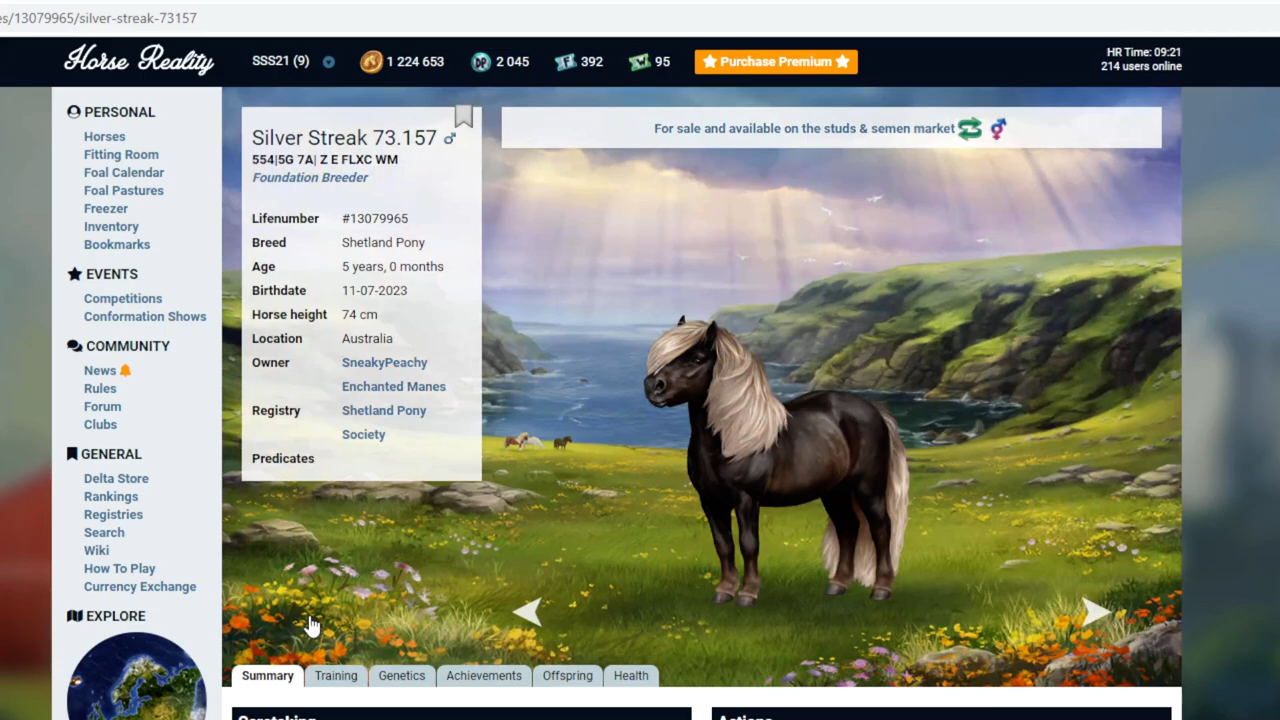 es/13079965/silver-streak-73157
Horse Reality
SSS21 (9)
1 224 653
2 045
392
95
Purchase Premium
HR Time: 09:21
214 users online
PERSONAL
Horses
Fitting Room
Foal Calendar
Foal Pastures
Freezer
Inventory
Bookmarks
EVENTS
Competitions
Conformation Shows
COMMUNITY
News
Rules
Forum
Clubs
GENERAL
Delta Store
Rankings
Registries
Search
Wiki
How To Play
Currency Exchange
EXPLORE
Silver Streak 73.157
554|5G 7A| Z E FLXC WM
Foundation Breeder
Lifenumber #13079965
Breed Shetland Pony
Age 5 years, 0 months
Birthdate 11-07-2023
Horse height 74 cm
Location Australia
Owner SneakyPeachy
Enchanted Manes
Registry Shetland Pony
Society
Predicates
For sale and available on the studs & semen market
Summary
Training
Genetics
Achievements
Offspring
Health
Caretaking
Actions